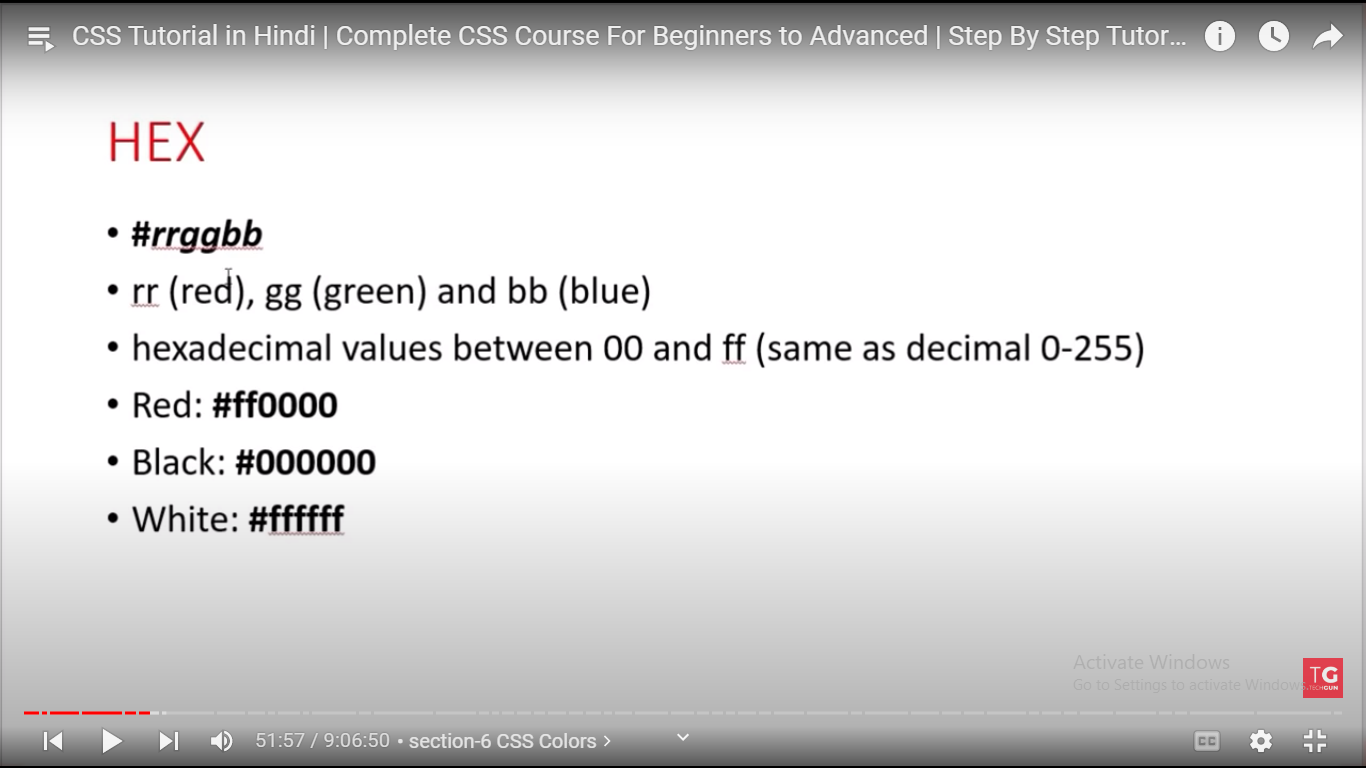 CSS Tutorial in Hindi | Complete CSS Course For Beginners to Advanced | Step By Step Tutor...
HEX
• #rrggbb
• rr (red), gg (green) and bb (blue)
• hexadecimal values between 00 and ff (same as decimal 0-255)
• Red: #ff0000
• Black: #000000
• White: #ffffff
Activate Windows
Go to Settings to activate Windows
TG
TECHGUN
51:57 / 9:06:50 • section-6 CSS Colors ›
CC